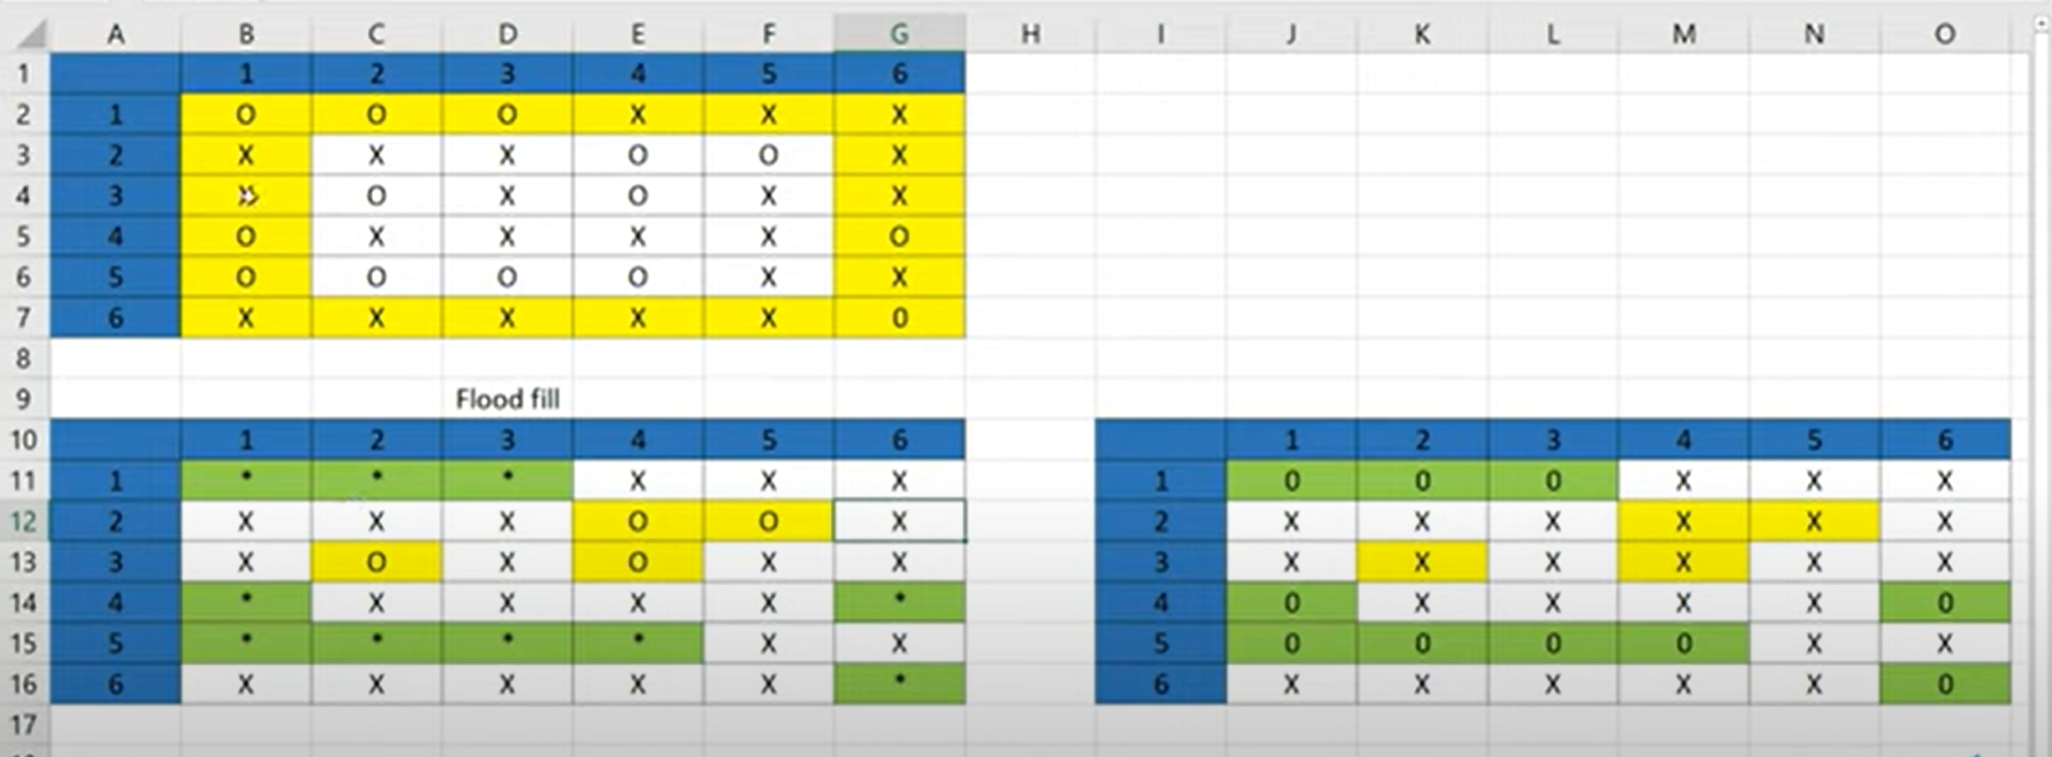 A B C D E F G H I J K L M N O
1 1 2 3 4 5 6
2 1 O O O X X X
3 2 X X X O O X
4 3 O X O X X
5 4 O X X X X O
6 5 O O O O X X
7 6 X X X X X 0
8
9 Flood fill
10 1 2 3 4 5 6 1 2 3 4 5 6
11 1 * * * X X X 1 0 0 0 X X X
12 2 X X X O O X 2 X X X X X X
13 3 X O X O X X 3 X X X X X X
14 4 * X X X X * 4 0 X X X X 0
15 5 * * * * X X 5 0 0 0 0 X X
16 6 X X X X X * 6 X X X X X 0
17